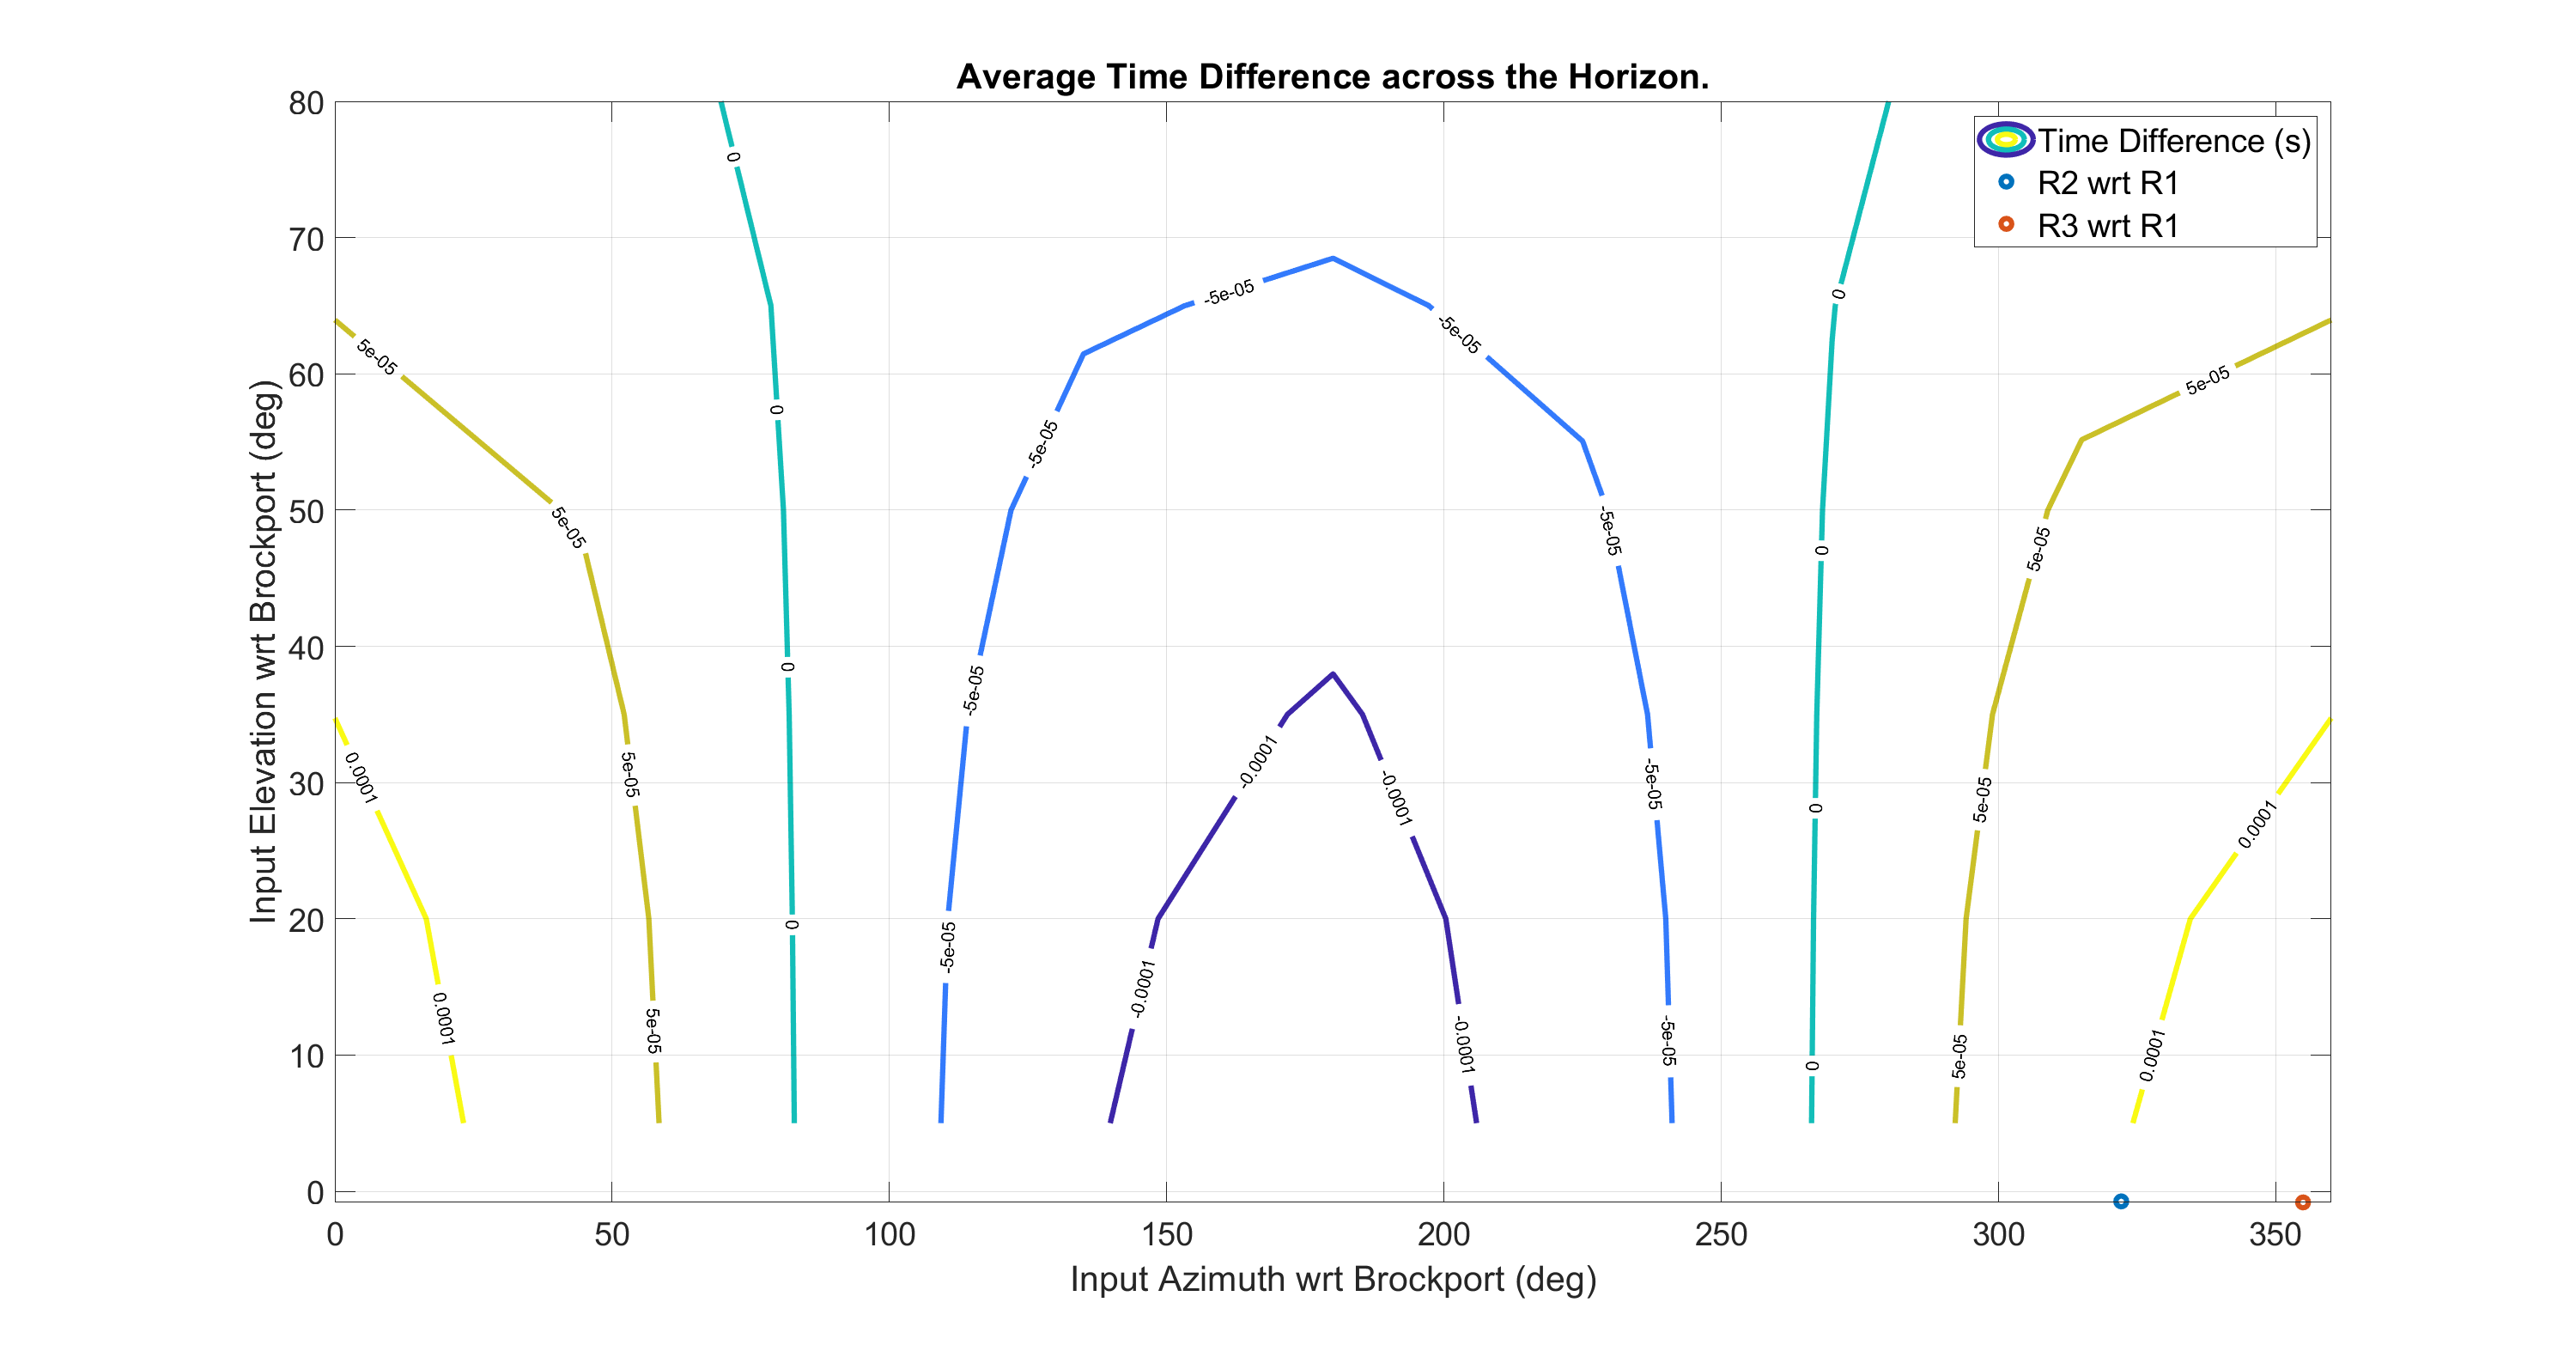 Average Time Difference across the Horizon.
Time Difference (s)
R2 wrt R1
R3 wrt R1
Input Elevation wrt Brockport (deg)
80
70
60
50
40
30
20
10
0
0
0
0
0
0
0
0
0
5e-05
5e-05
5e-05
5e-05
0.0001
0.0001
-5e-05
-5e-05
-5e-05
-5e-05
-5e-05
-5e-05
-5e-05
-5e-05
-0.0001
-0.0001
-0.0001
-0.0001
5e-05
5e-05
5e-05
5e-05
0.0001
0.0001
0 50 100 150 200 250 300 350
Input Azimuth wrt Brockport (deg)